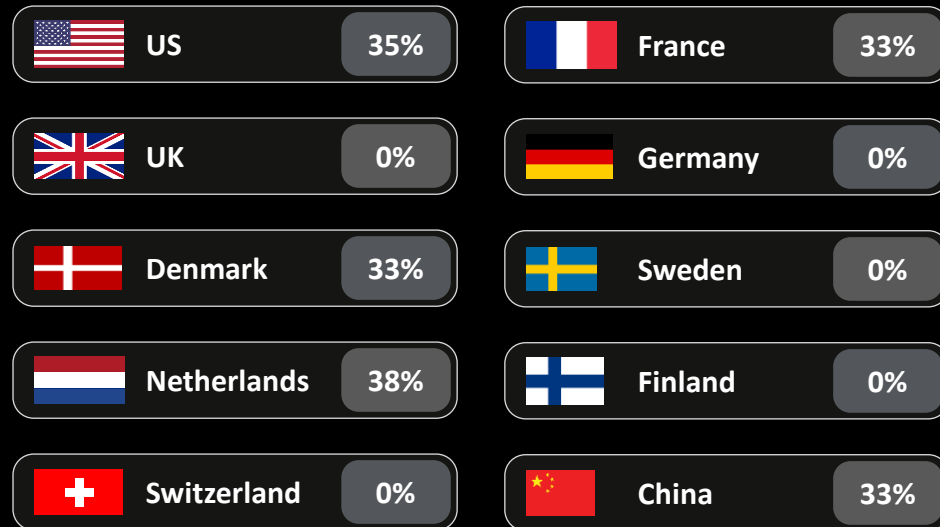 US 35%
France 33%
UK 0%
Germany 0%
Denmark 33%
Sweden 0%
Netherlands 38%
Finland 0%
Switzerland 0%
China 33%